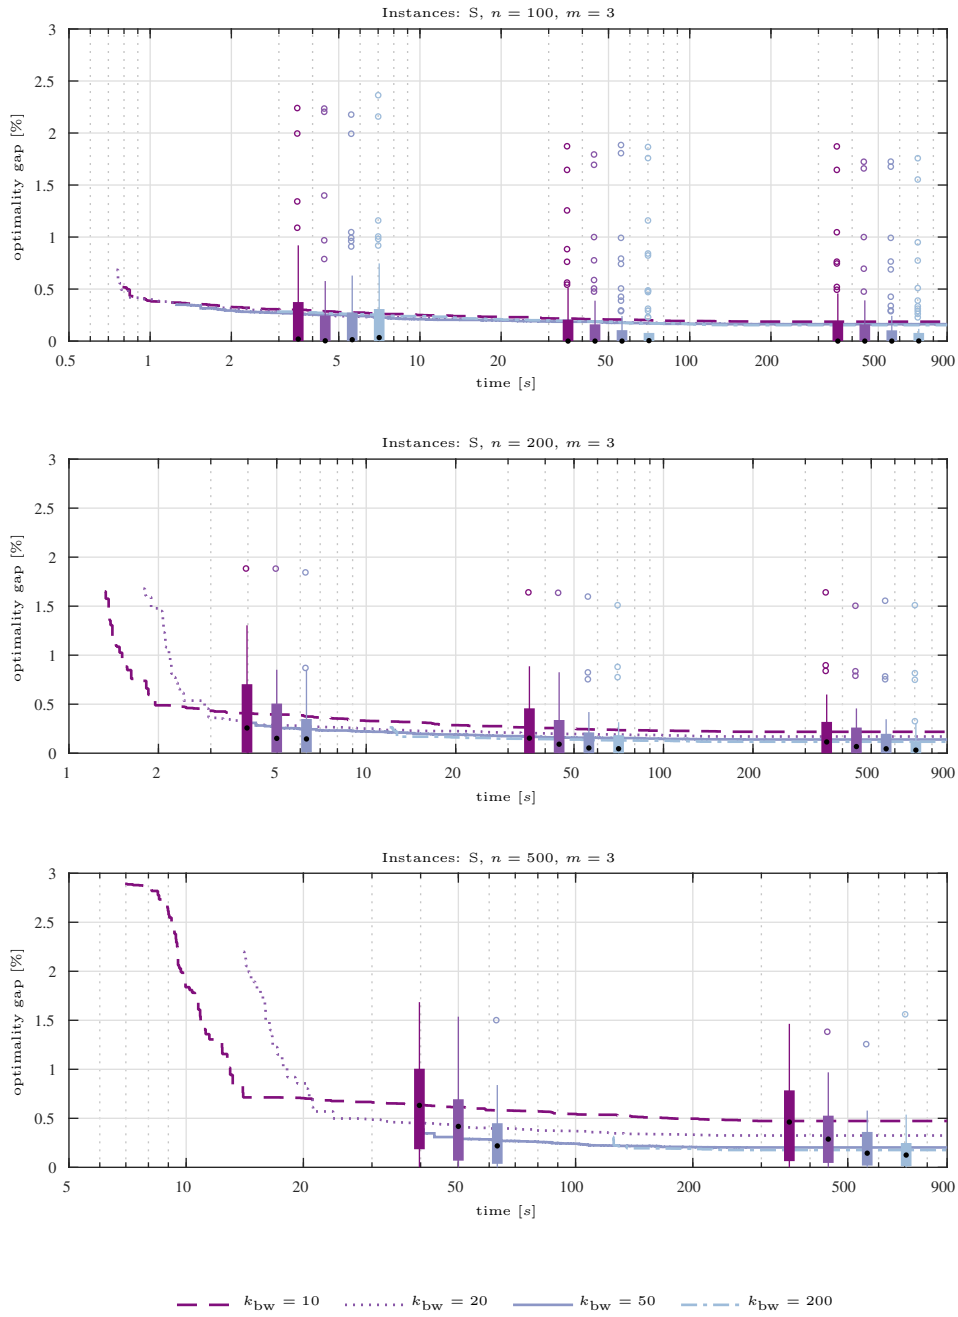 Instances: S, n = 100, m = 3
optimality gap [%]
3
2.5
2
1.5
1
0.5
0
0.5 1 2 5 10 20 50 100 200 500 900
time [s]
Instances: S, n = 200, m = 3
optimality gap [%]
3
2.5
2
1.5
1
0.5
0
1 2 5 10 20 50 100 200 500 900
time [s]
Instances: S, n = 500, m = 3
optimality gap [%]
3
2.5
2
1.5
1
0.5
0
5 10 20 50 100 200 500 900
time [s]
k_bw = 10 k_bw = 20 k_bw = 50 k_bw = 200